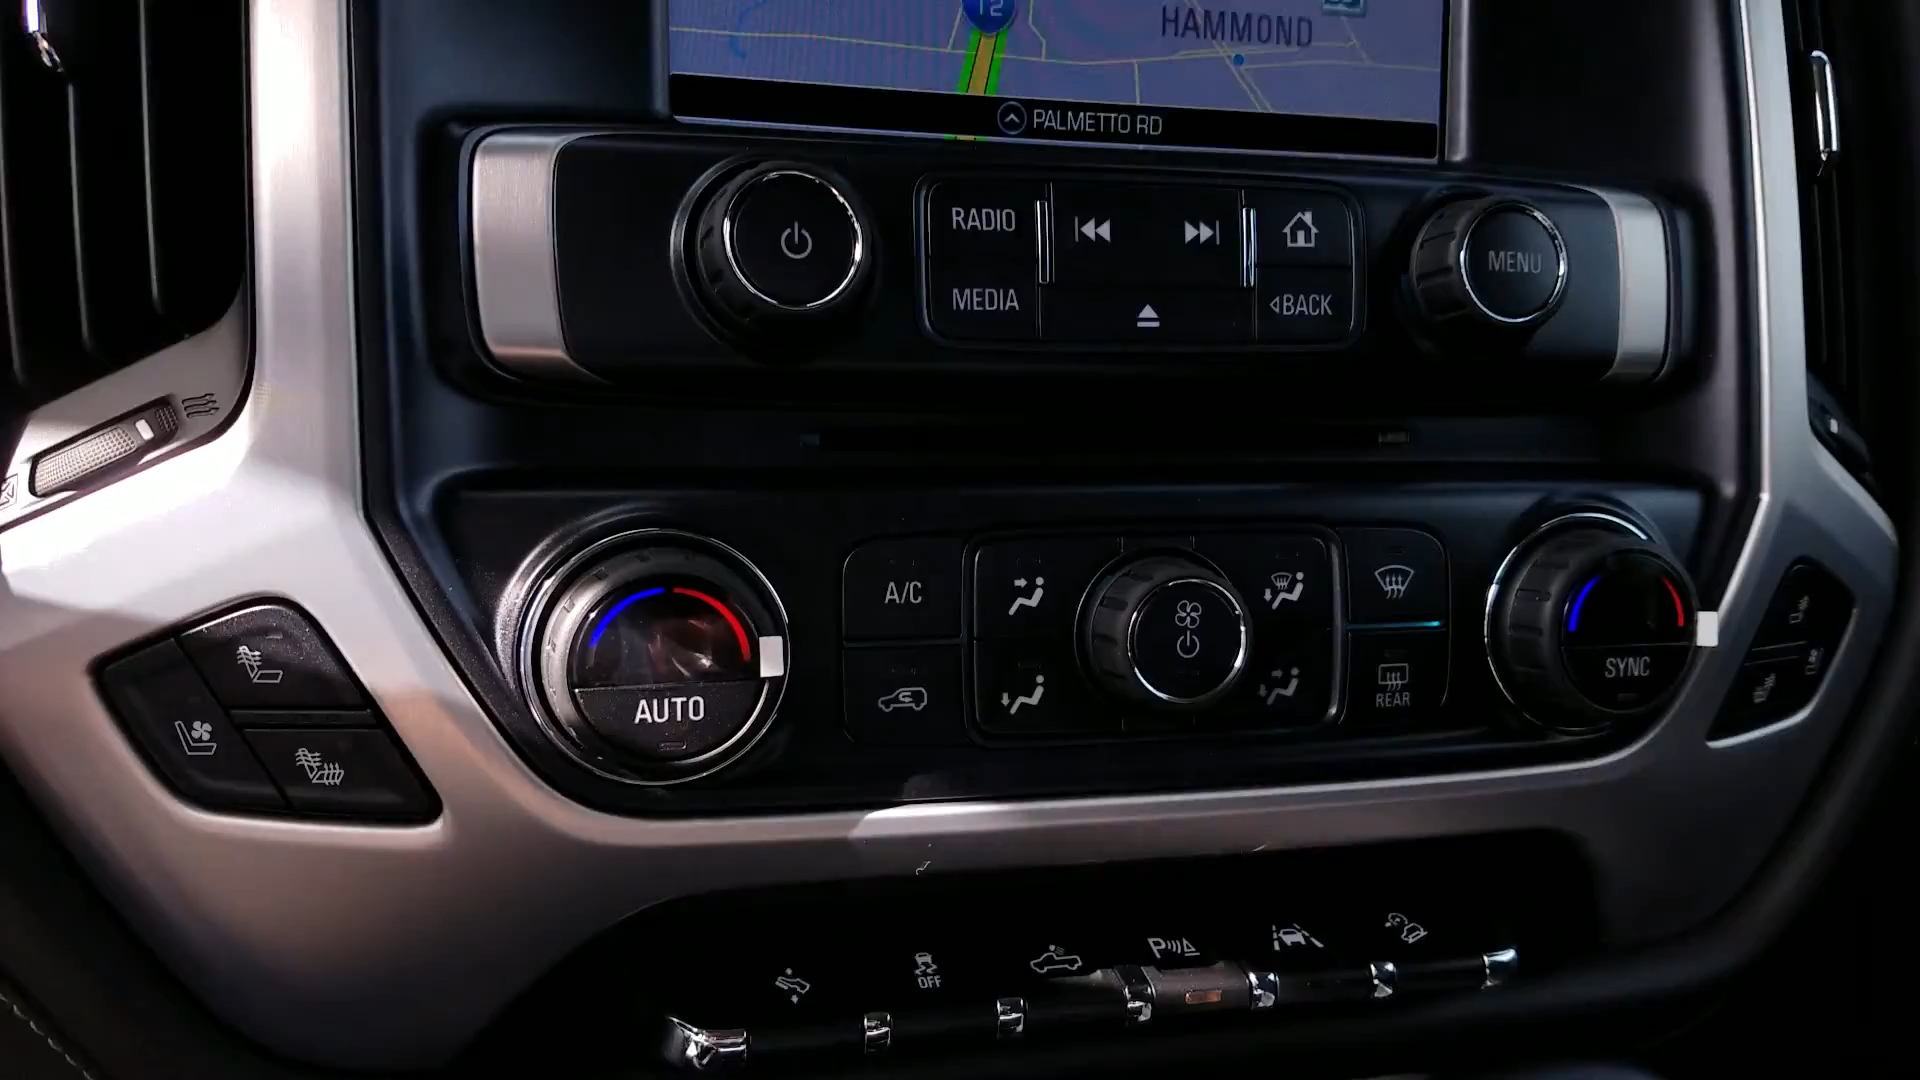 12
HAMMOND
PALMETTO RD
RADIO
MEDIA
BACK
MENU
A/C
AUTO
REAR
SYNC
OFF
P